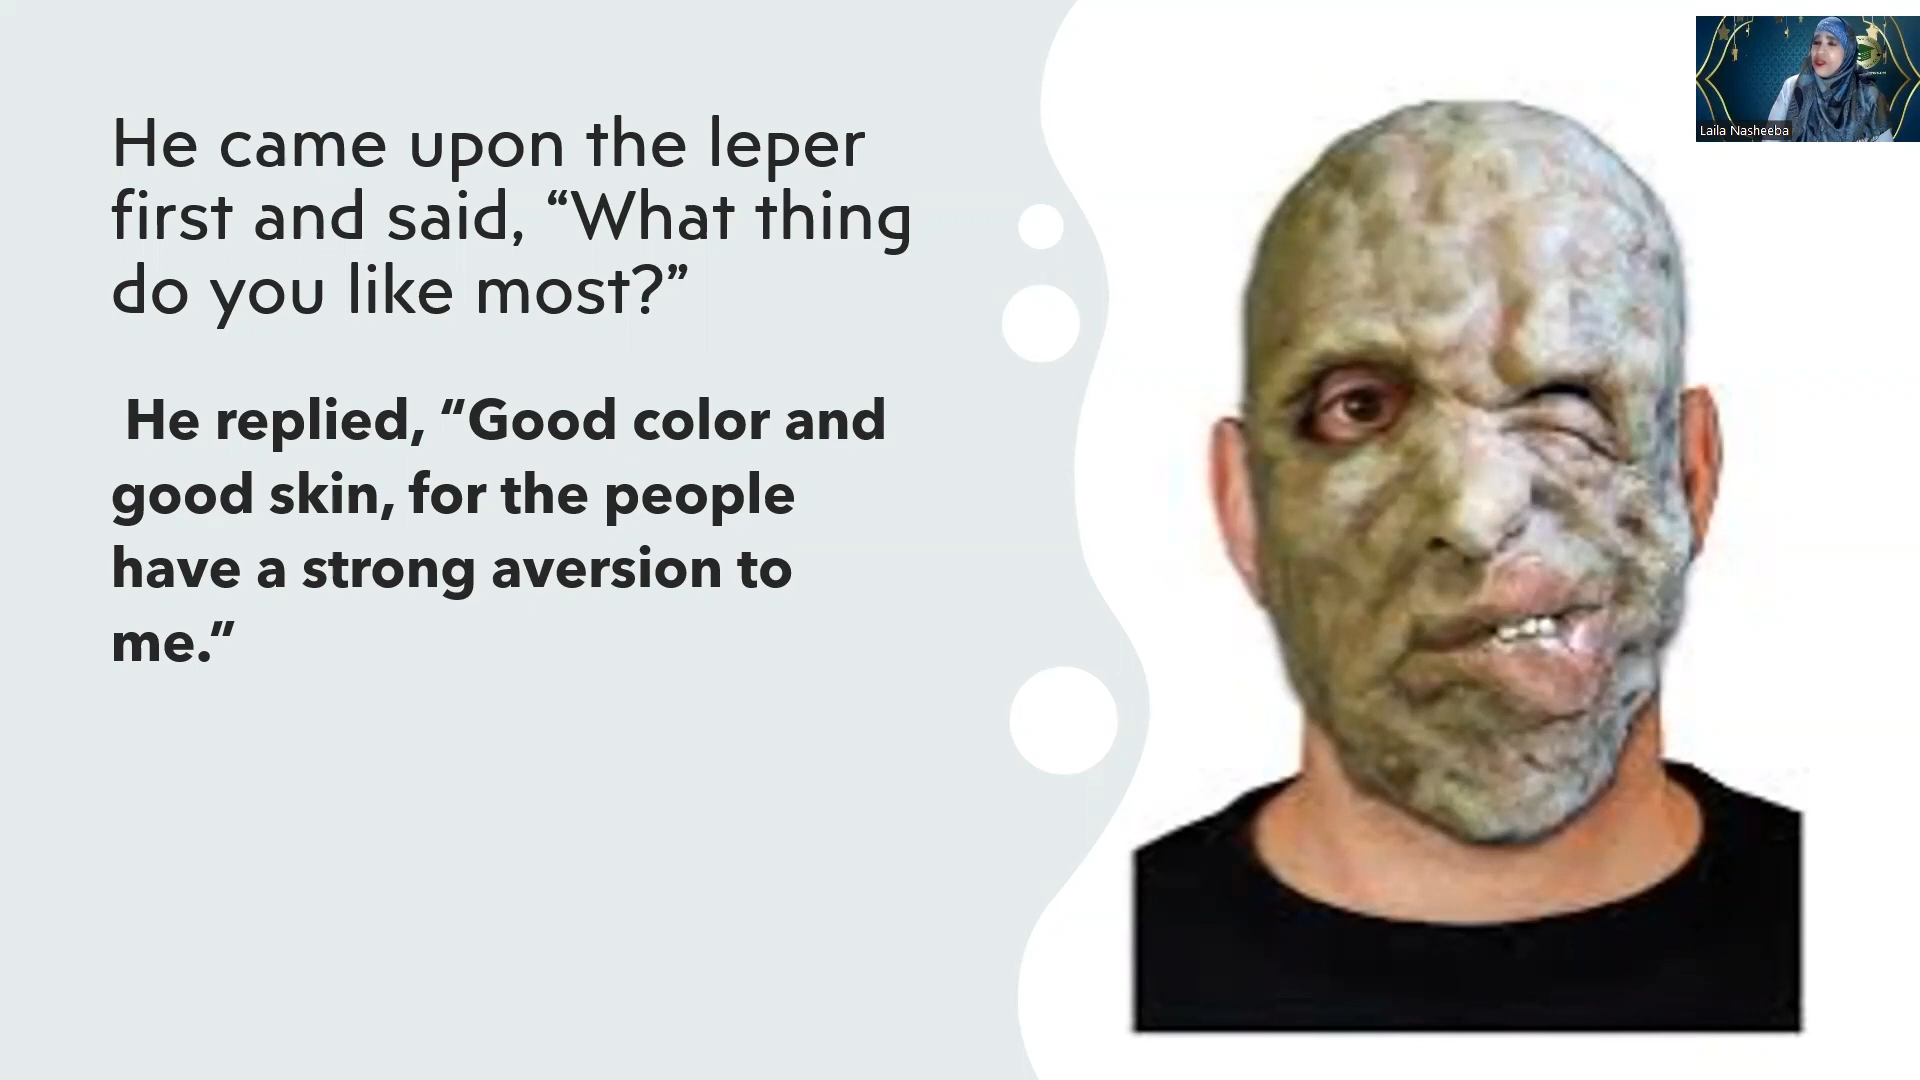 He came upon the leper
first and said, “What thing
do you like most?”
He replied, “Good color and
good skin, for the people
have a strong aversion to
me.”
Laila Nasheeba